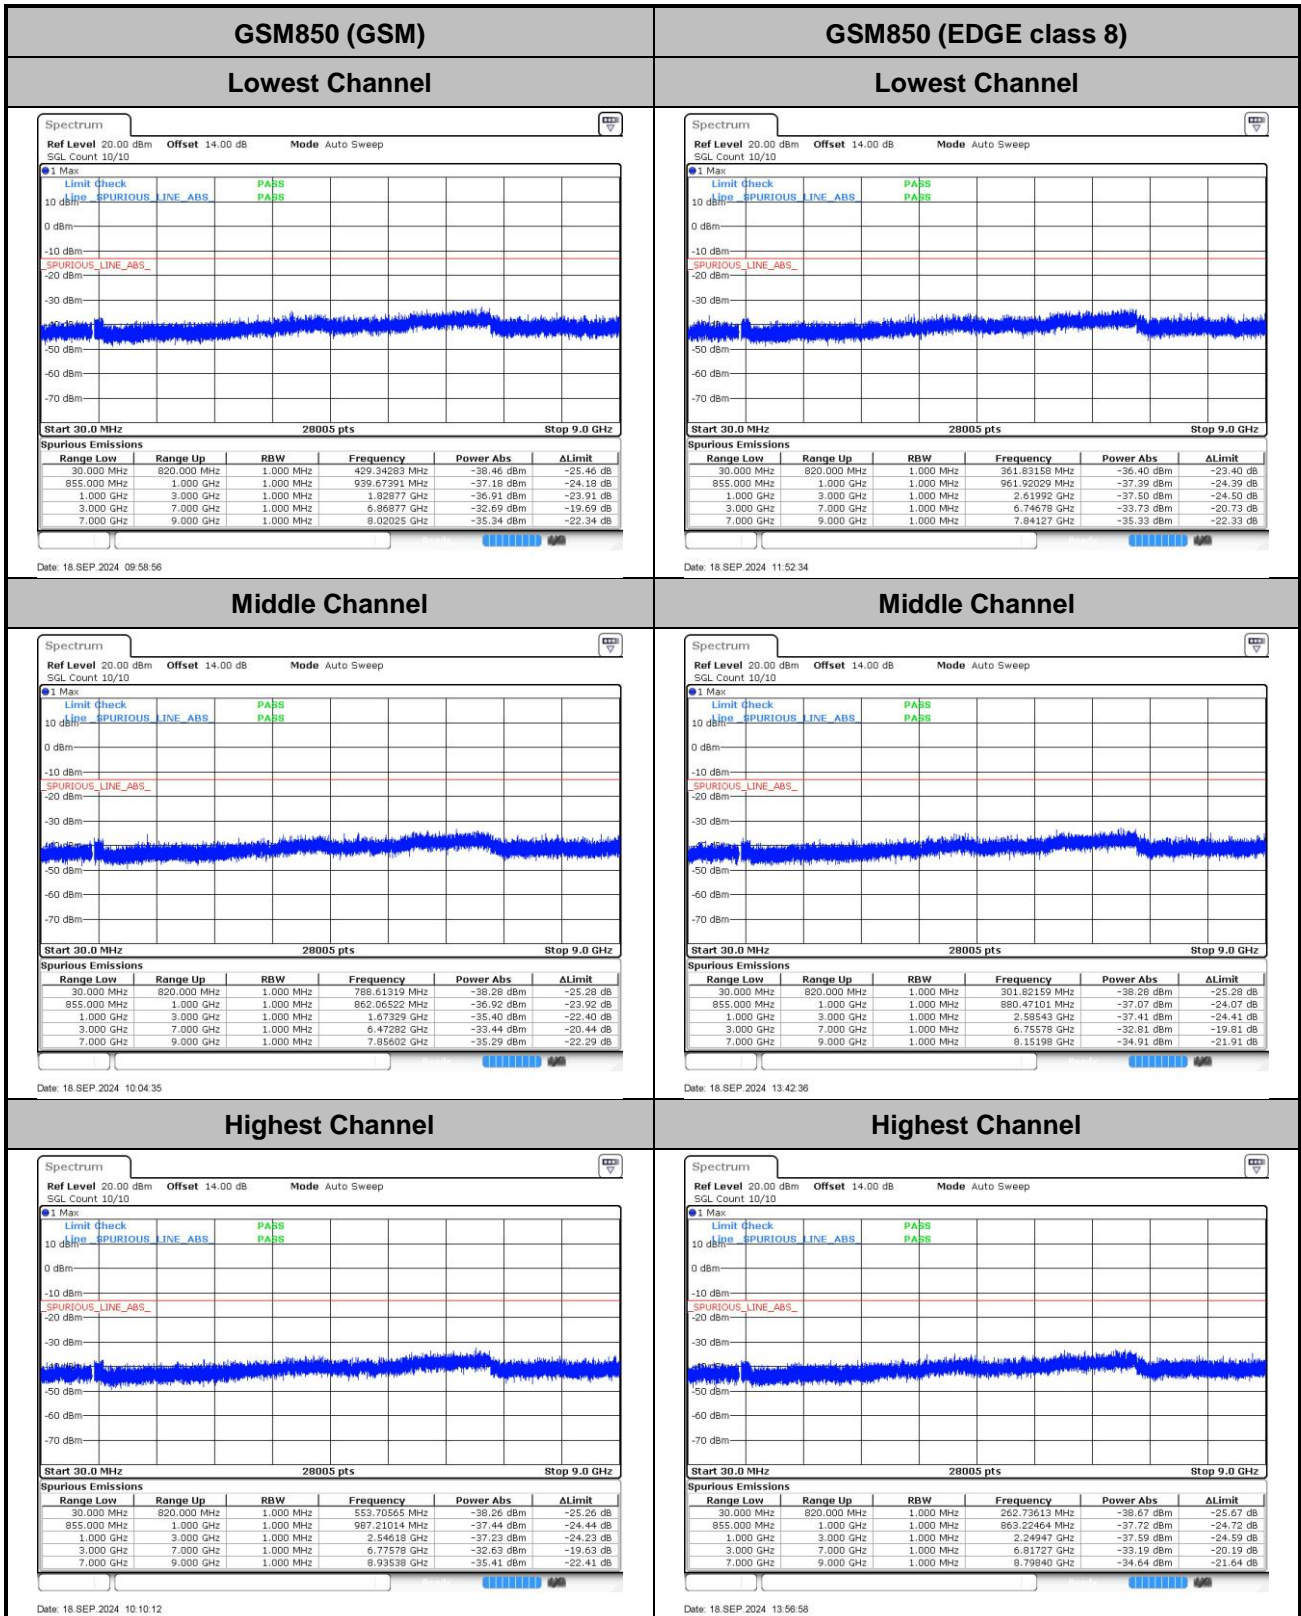 GSM850 (GSM)
GSM850 (EDGE class 8)
Lowest Channel
Lowest Channel
Spectrum
Ref Level 20.00 dBm Offset 14.00 dB Mode Auto Sweep
SGL Count 10/10
1 Max
Limit Check PASS
Line _SPURIOUS_LINE_ABS_ PASS
10 dBm
0 dBm
-10 dBm
_SPURIOUS_LINE_ABS_
-20 dBm
-30 dBm
-50 dBm
-60 dBm
-70 dBm
Start 30.0 MHz 28005 pts Stop 9.0 GHz
Spurious Emissions
Range Low Range Up RBW Frequency Power Abs ΔLimit
30.000 MHz 820.000 MHz 1.000 MHz 429.34283 MHz -38.46 dBm -25.46 dB
855.000 MHz 1.000 GHz 1.000 MHz 939.67391 MHz -37.18 dBm -24.18 dB
1.000 GHz 3.000 GHz 1.000 MHz 1.82877 GHz -36.91 dBm -23.91 dB
3.000 GHz 7.000 GHz 1.000 MHz 6.86877 GHz -32.69 dBm -19.69 dB
7.000 GHz 9.000 GHz 1.000 MHz 8.02025 GHz -35.34 dBm -22.34 dB
Date: 18.SEP.2024 09:58:56
Spectrum
Ref Level 20.00 dBm Offset 14.00 dB Mode Auto Sweep
SGL Count 10/10
1 Max
Limit Check PASS
Line _SPURIOUS_LINE_ABS_ PASS
10 dBm
0 dBm
-10 dBm
_SPURIOUS_LINE_ABS_
-20 dBm
-30 dBm
-50 dBm
-60 dBm
-70 dBm
Start 30.0 MHz 28005 pts Stop 9.0 GHz
Spurious Emissions
Range Low Range Up RBW Frequency Power Abs ΔLimit
30.000 MHz 820.000 MHz 1.000 MHz 361.83158 MHz -36.40 dBm -23.40 dB
855.000 MHz 1.000 GHz 1.000 MHz 961.92029 MHz -37.39 dBm -24.39 dB
1.000 GHz 3.000 GHz 1.000 MHz 2.61992 GHz -37.50 dBm -24.50 dB
3.000 GHz 7.000 GHz 1.000 MHz 6.74678 GHz -33.73 dBm -20.73 dB
7.000 GHz 9.000 GHz 1.000 MHz 7.84127 GHz -35.33 dBm -22.33 dB
Date: 18.SEP.2024 11:52:34
Middle Channel
Middle Channel
Spectrum
Ref Level 20.00 dBm Offset 14.00 dB Mode Auto Sweep
SGL Count 10/10
1 Max
Limit Check PASS
Line _SPURIOUS_LINE_ABS_ PASS
10 dBm
0 dBm
-10 dBm
_SPURIOUS_LINE_ABS_
-20 dBm
-30 dBm
-50 dBm
-60 dBm
-70 dBm
Start 30.0 MHz 28005 pts Stop 9.0 GHz
Spurious Emissions
Range Low Range Up RBW Frequency Power Abs ΔLimit
30.000 MHz 820.000 MHz 1.000 MHz 788.61319 MHz -38.28 dBm -25.28 dB
855.000 MHz 1.000 GHz 1.000 MHz 862.06522 MHz -36.92 dBm -23.92 dB
1.000 GHz 3.000 GHz 1.000 MHz 1.67329 GHz -35.40 dBm -22.40 dB
3.000 GHz 7.000 GHz 1.000 MHz 6.47282 GHz -33.44 dBm -20.44 dB
7.000 GHz 9.000 GHz 1.000 MHz 7.85602 GHz -35.29 dBm -22.29 dB
Date: 18.SEP.2024 10:04:35
Spectrum
Ref Level 20.00 dBm Offset 14.00 dB Mode Auto Sweep
SGL Count 10/10
1 Max
Limit Check PASS
Line _SPURIOUS_LINE_ABS_ PASS
10 dBm
0 dBm
-10 dBm
_SPURIOUS_LINE_ABS_
-20 dBm
-30 dBm
-50 dBm
-60 dBm
-70 dBm
Start 30.0 MHz 28005 pts Stop 9.0 GHz
Spurious Emissions
Range Low Range Up RBW Frequency Power Abs ΔLimit
30.000 MHz 820.000 MHz 1.000 MHz 301.82159 MHz -38.28 dBm -25.28 dB
855.000 MHz 1.000 GHz 1.000 MHz 880.47101 MHz -37.07 dBm -24.07 dB
1.000 GHz 3.000 GHz 1.000 MHz 2.58543 GHz -37.41 dBm -24.41 dB
3.000 GHz 7.000 GHz 1.000 MHz 6.75578 GHz -32.81 dBm -19.81 dB
7.000 GHz 9.000 GHz 1.000 MHz 8.15198 GHz -34.91 dBm -21.91 dB
Date: 18.SEP.2024 13:42:36
Highest Channel
Highest Channel
Spectrum
Ref Level 20.00 dBm Offset 14.00 dB Mode Auto Sweep
SGL Count 10/10
1 Max
Limit Check PASS
Line _SPURIOUS_LINE_ABS_ PASS
10 dBm
0 dBm
-10 dBm
_SPURIOUS_LINE_ABS_
-20 dBm
-30 dBm
-50 dBm
-60 dBm
-70 dBm
Start 30.0 MHz 28005 pts Stop 9.0 GHz
Spurious Emissions
Range Low Range Up RBW Frequency Power Abs ΔLimit
30.000 MHz 820.000 MHz 1.000 MHz 553.70565 MHz -38.26 dBm -25.26 dB
855.000 MHz 1.000 GHz 1.000 MHz 987.21014 MHz -37.44 dBm -24.44 dB
1.000 GHz 3.000 GHz 1.000 MHz 2.54618 GHz -37.23 dBm -24.23 dB
3.000 GHz 7.000 GHz 1.000 MHz 6.77578 GHz -32.63 dBm -19.63 dB
7.000 GHz 9.000 GHz 1.000 MHz 8.93538 GHz -35.41 dBm -22.41 dB
Date: 18.SEP.2024 10:10:12
Spectrum
Ref Level 20.00 dBm Offset 14.00 dB Mode Auto Sweep
SGL Count 10/10
1 Max
Limit Check PASS
Line _SPURIOUS_LINE_ABS_ PASS
10 dBm
0 dBm
-10 dBm
_SPURIOUS_LINE_ABS_
-20 dBm
-30 dBm
-50 dBm
-60 dBm
-70 dBm
Start 30.0 MHz 28005 pts Stop 9.0 GHz
Spurious Emissions
Range Low Range Up RBW Frequency Power Abs ΔLimit
30.000 MHz 820.000 MHz 1.000 MHz 262.73613 MHz -38.67 dBm -25.67 dB
855.000 MHz 1.000 GHz 1.000 MHz 863.22464 MHz -37.72 dBm -24.72 dB
1.000 GHz 3.000 GHz 1.000 MHz 2.24947 GHz -37.59 dBm -24.59 dB
3.000 GHz 7.000 GHz 1.000 MHz 6.81727 GHz -33.19 dBm -20.19 dB
7.000 GHz 9.000 GHz 1.000 MHz 8.79840 GHz -34.64 dBm -21.64 dB
Date: 18.SEP.2024 13:56:58